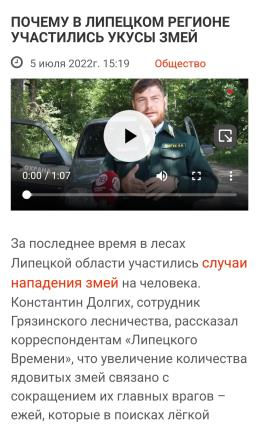 ПОЧЕМУ В ЛИПЕЦКОМ РЕГИОНЕ
УЧАСТИЛИСЬ УКУСЫ ЗМЕЙ
5 июля 2022г. 15:19 Общество
0:00 / 1:07
За последнее время в лесах
Липецкой области участились случаи
нападения змей на человека.
Константин Долгих, сотрудник
Грязинского лесничества, рассказал
корреспондентам «Липецкого
Времени», что увеличение количества
ядовитых змей связано с
сокращением их главных врагов –
ежей, которые в поисках лёгкой